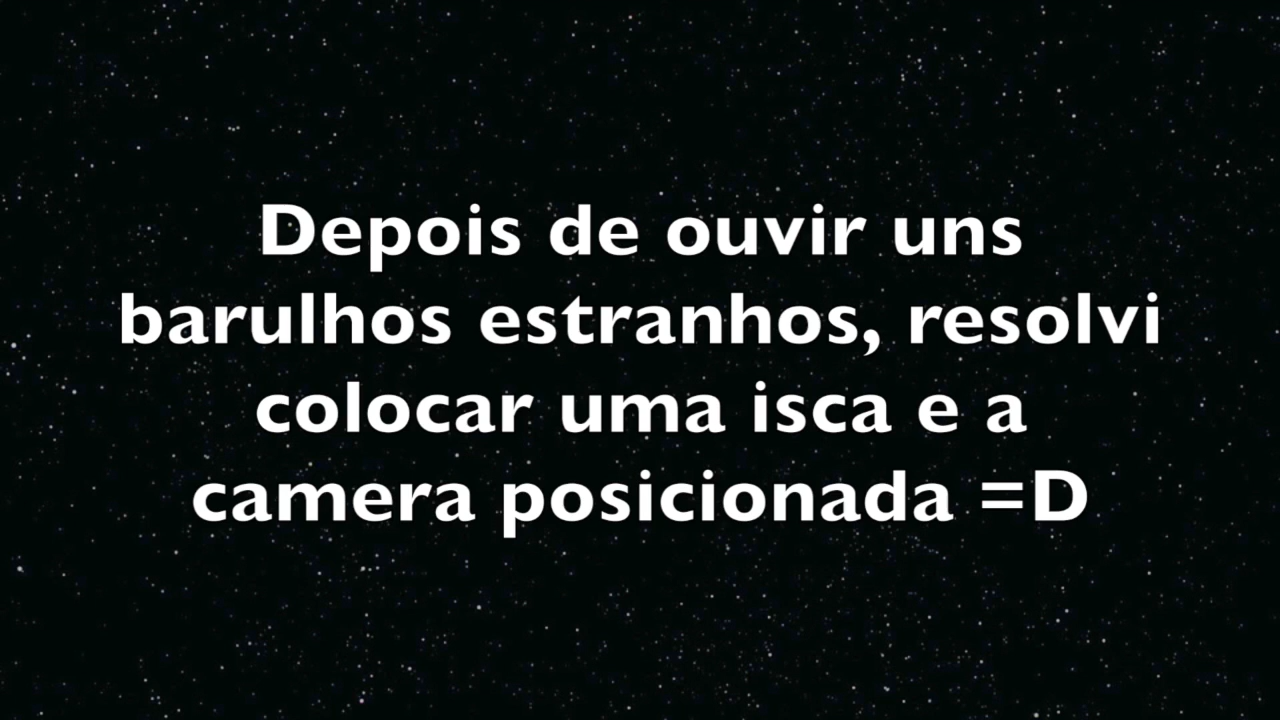 Depois de ouvir uns
barulhos estranhos, resolvi
colocar uma isca e a
camera posicionada =D